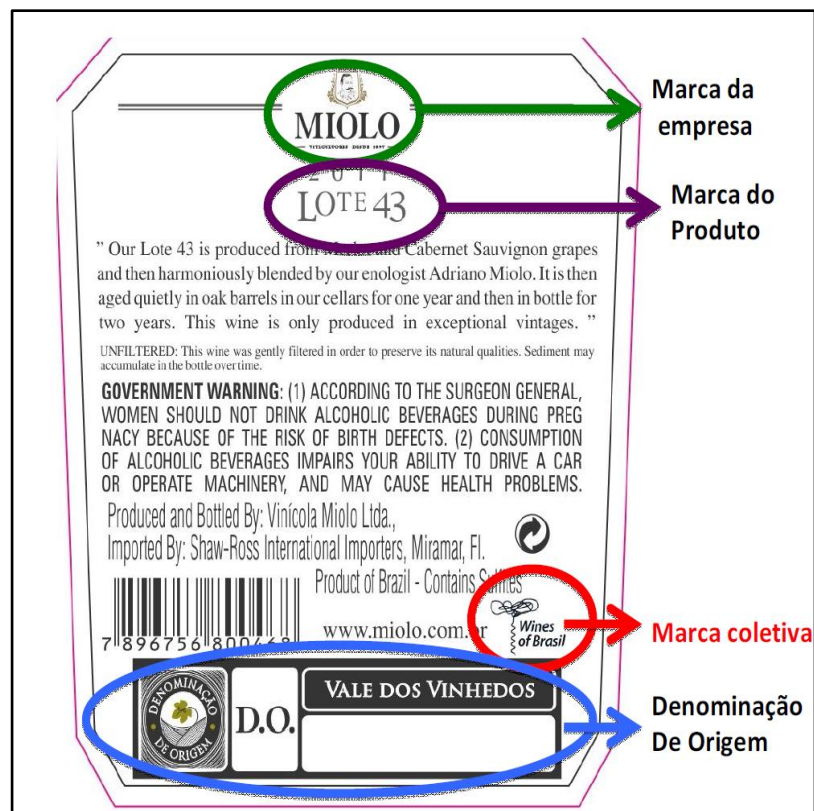 MIOLO
VITICULTORES DESDE 1897
Marca da
empresa
2011
LOTE 43
Marca do
Produto
" Our Lote 43 is produced from Merlot and Cabernet Sauvignon grapes
and then harmoniously blended by our enologist Adriano Miolo. It is then
aged quietly in oak barrels in our cellars for one year and then in bottle for
two years. This wine is only produced in exceptional vintages. "
UNFILTERED: This wine was gently filtered in order to preserve its natural qualities. Sediment may
accumulate in the bottle over time.
GOVERNMENT WARNING: (1) ACCORDING TO THE SURGEON GENERAL,
WOMEN SHOULD NOT DRINK ALCOHOLIC BEVERAGES DURING PREG
NACY BECAUSE OF THE RISK OF BIRTH DEFECTS. (2) CONSUMPTION
OF ALCOHOLIC BEVERAGES IMPAIRS YOUR ABILITY TO DRIVE A CAR
OR OPERATE MACHINERY, AND MAY CAUSE HEALTH PROBLEMS.
Produced and Bottled By: Vinícola Miolo Ltda.,
Imported By: Shaw-Ross International Importers, Miramar, Fl.
Product of Brazil - Contains Sulfites
7 896756 800468
www.miolo.com.br
Wines
of Brasil
Marca coletiva
DENOMINAÇÃO
DE ORIGEM
D.O.
VALE DOS VINHEDOS
Denominação
De Origem